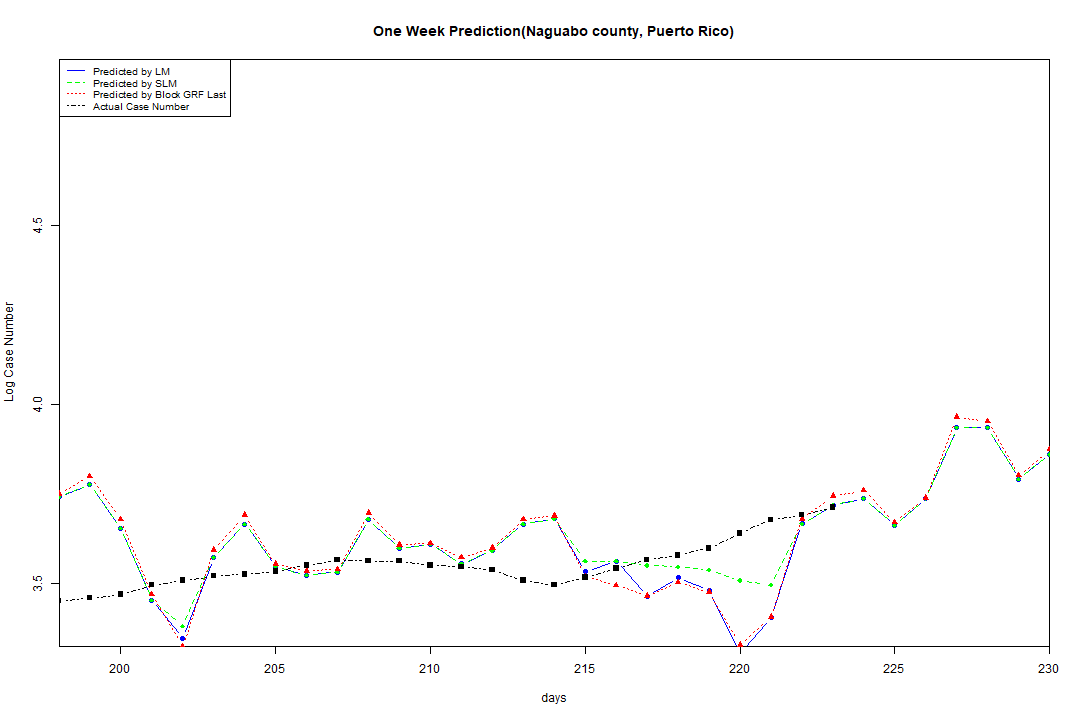 One Week Prediction(Naguabo county, Puerto Rico)
Predicted by LM
Predicted by SLM
Predicted by Block GRF Last
Actual Case Number
4.5
4.0
3.5
Log Case Number
200 205 210 215 220 225 230
days